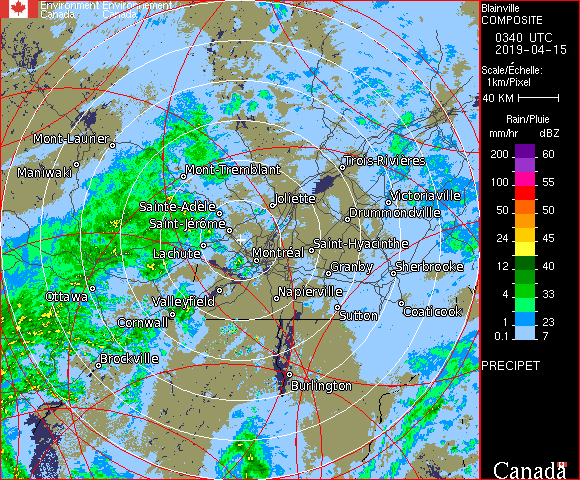 Environment Environnement
Canada Canada
Blainville
COMPOSITE
0340 UTC
2019-04-15
Scale/Échelle:
1km/Pixel
40 KM
Rain/Pluie
mm/hr dBZ
200 60
100 55
50 50
24 45
12 40
4 33
1 23
0.1 7
PRECIPET
Canada
Mont-Laurier
Maniwaki
Mont-Tremblant
Trois-Rivières
Joliette
Victoriaville
Sainte-Adele
Drummondville
Saint-Jérôme
Lachute
Montréal
Saint-Hyacinthe
Granby
Sherbrooke
Ottawa
Valleyfield
Napierville
Cornwall
Sutton
Coaticook
Brockville
Burlington